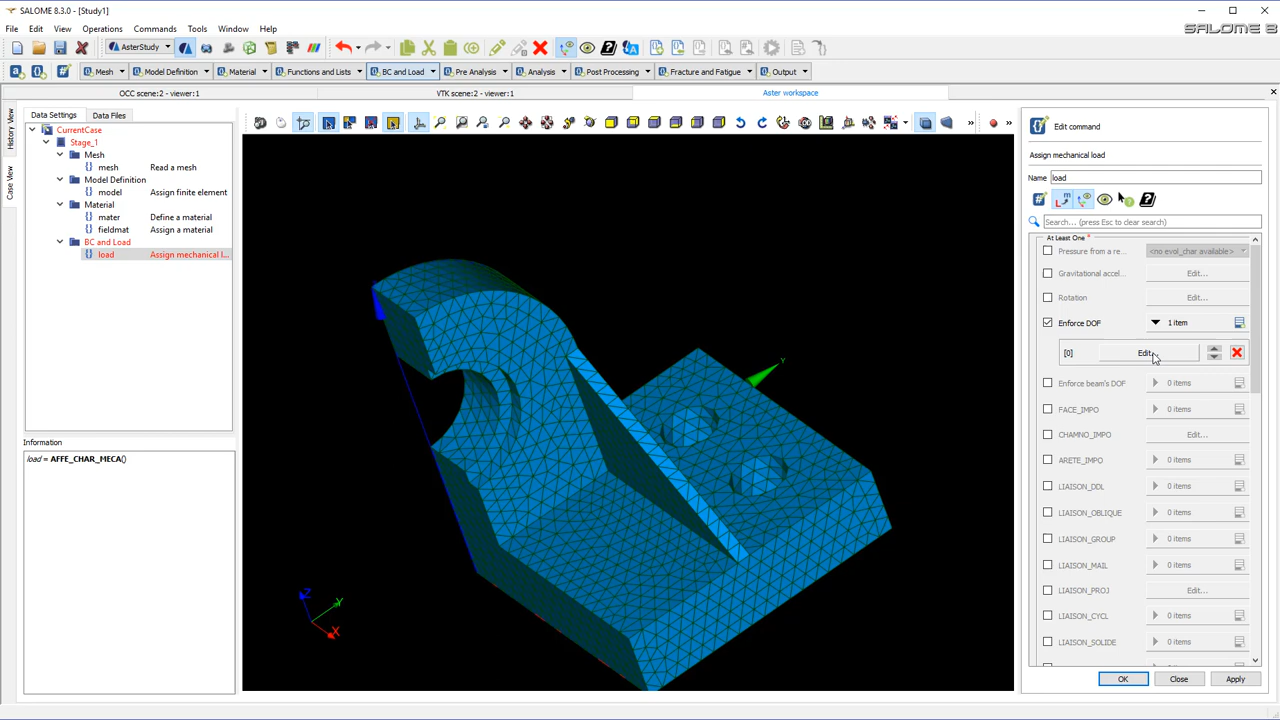 SALOME 8.3.0 - [Study1]
File Edit View Operations Commands Tools Window Help
AsterStudy
SALOME 8
Mesh Model Definition Material Functions and Lists BC and Load Pre Analysis Analysis Post Processing Fracture and Fatigue Output
OCC scene:2 - viewer:1 VTK scene:2 - viewer:1 Aster workspace
History View
Case View
Data Settings Data Files
CurrentCase
Stage_1
Mesh
mesh Read a mesh
Model Definition
model Assign finite element
Material
mater Define a material
fieldmat Assign a material
BC and Load
load Assign mechanical l...
Information
load = AFFE_CHAR_MECA()
Y
Z
Y
X
Edit command
Assign mechanical load
Name load
Search... (press Esc to clear search)
At Least One *
Pressure from a re... <no evol_char available>
Gravitational accel... Edit...
Rotation Edit...
Enforce DOF 1 item
[0] Edit...
Enforce beam's DOF 0 items
FACE_IMPO 0 items
CHAMNO_IMPO Edit...
ARETE_IMPO 0 items
LIAISON_DDL 0 items
LIAISON_OBLIQUE 0 items
LIAISON_GROUP 0 items
LIAISON_MAIL 0 items
LIAISON_PROJ Edit...
LIAISON_CYCL 0 items
LIAISON_SOLIDE 0 items
OK Close Apply